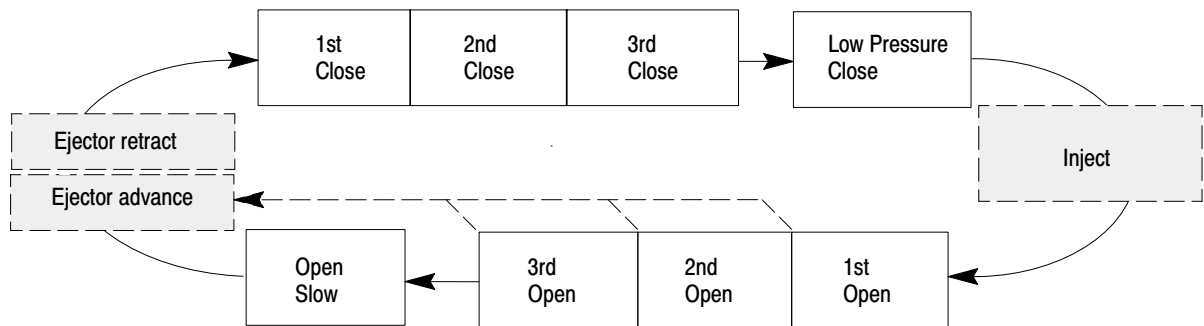 1st
Close
2nd
Close
3rd
Close
Low Pressure
Close
Ejector retract
Inject
Ejector advance
Open
Slow
3rd
Open
2nd
Open
1st
Open